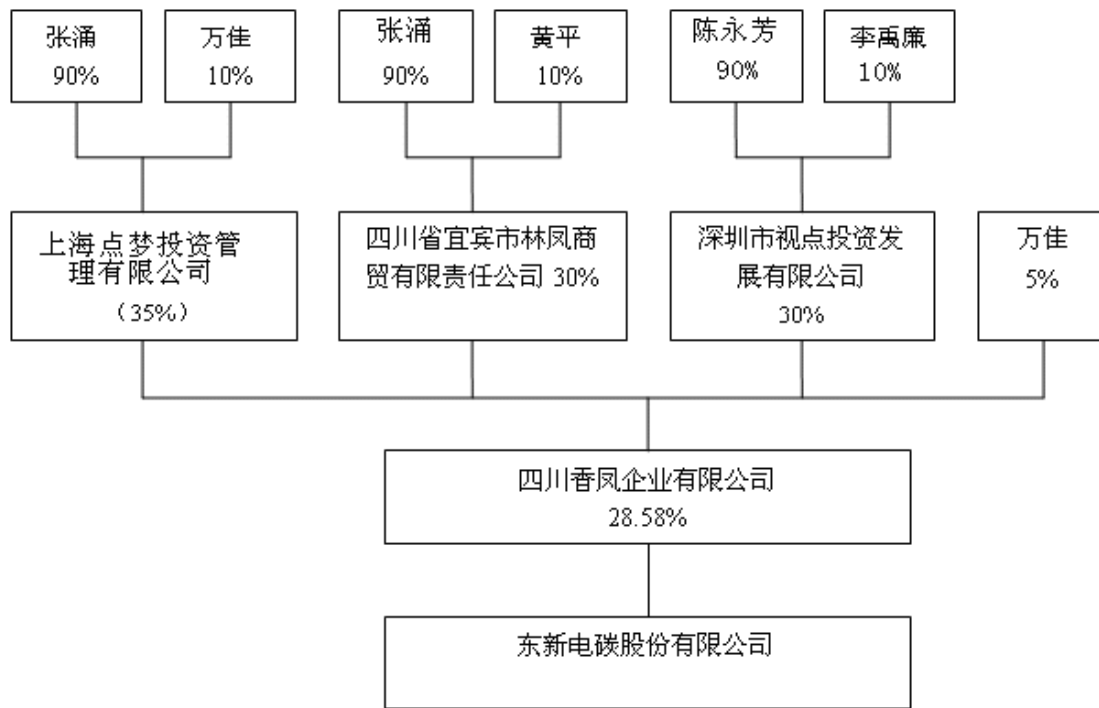 张涌
90%
万佳
10%
张涌
90%
黄平
10%
陈永芳
90%
李禹廉
10%
上海点梦投资管
理有限公司
（35%）
四川省宜宾市林凤商
贸有限责任公司 30%
深圳市视点投资发
展有限公司
30%
万佳
5%
四川香凤企业有限公司
28.58%
东新电碳股份有限公司